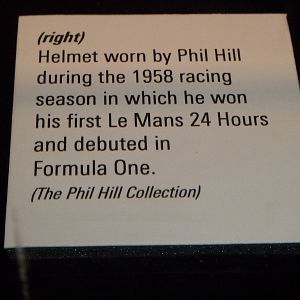 (right)
Helmet worn by Phil Hill
during the 1958 racing
season in which he won
his first Le Mans 24 Hours
and debuted in
Formula One.
(The Phil Hill Collection)